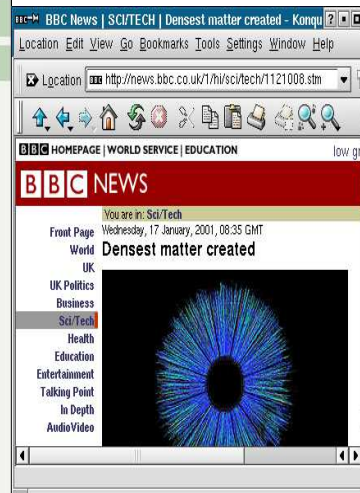 BBC News | SCI/TECH | Densest matter created - Konqu
Location Edit View Go Bookmarks Tools Settings Window Help
Location http://news.bbc.co.uk/1/hi/sci/tech/1121008.stm
BBC HOMEPAGE | WORLD SERVICE | EDUCATION low gr
BBC NEWS
You are in: Sci/Tech
Front Page Wednesday, 17 January, 2001, 08:35 GMT
World Densest matter created
UK
UK Politics
Business
Sci/Tech
Health
Education
Entertainment
Talking Point
In Depth
AudioVideo